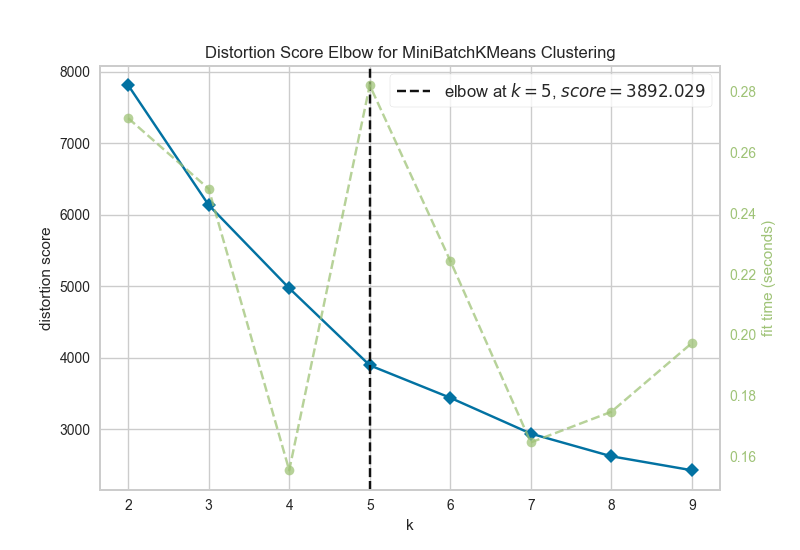 Distortion Score Elbow for MiniBatchKMeans Clustering
elbow at k = 5, score = 3892.029
distortion score
8000
7000
6000
5000
4000
3000
0.28
0.26
0.24
0.22
0.20
0.18
0.16
fit time (seconds)
2 3 4 5 6 7 8 9
k